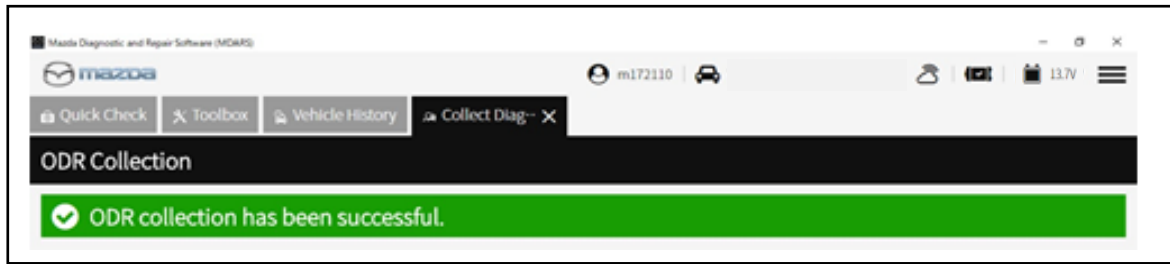 Mazda Diagnostic and Repair Software (MDARS)
mazda
m172110
13.7V
Quick Check
Toolbox
Vehicle History
Collect Diag--
ODR Collection
ODR collection has been successful.